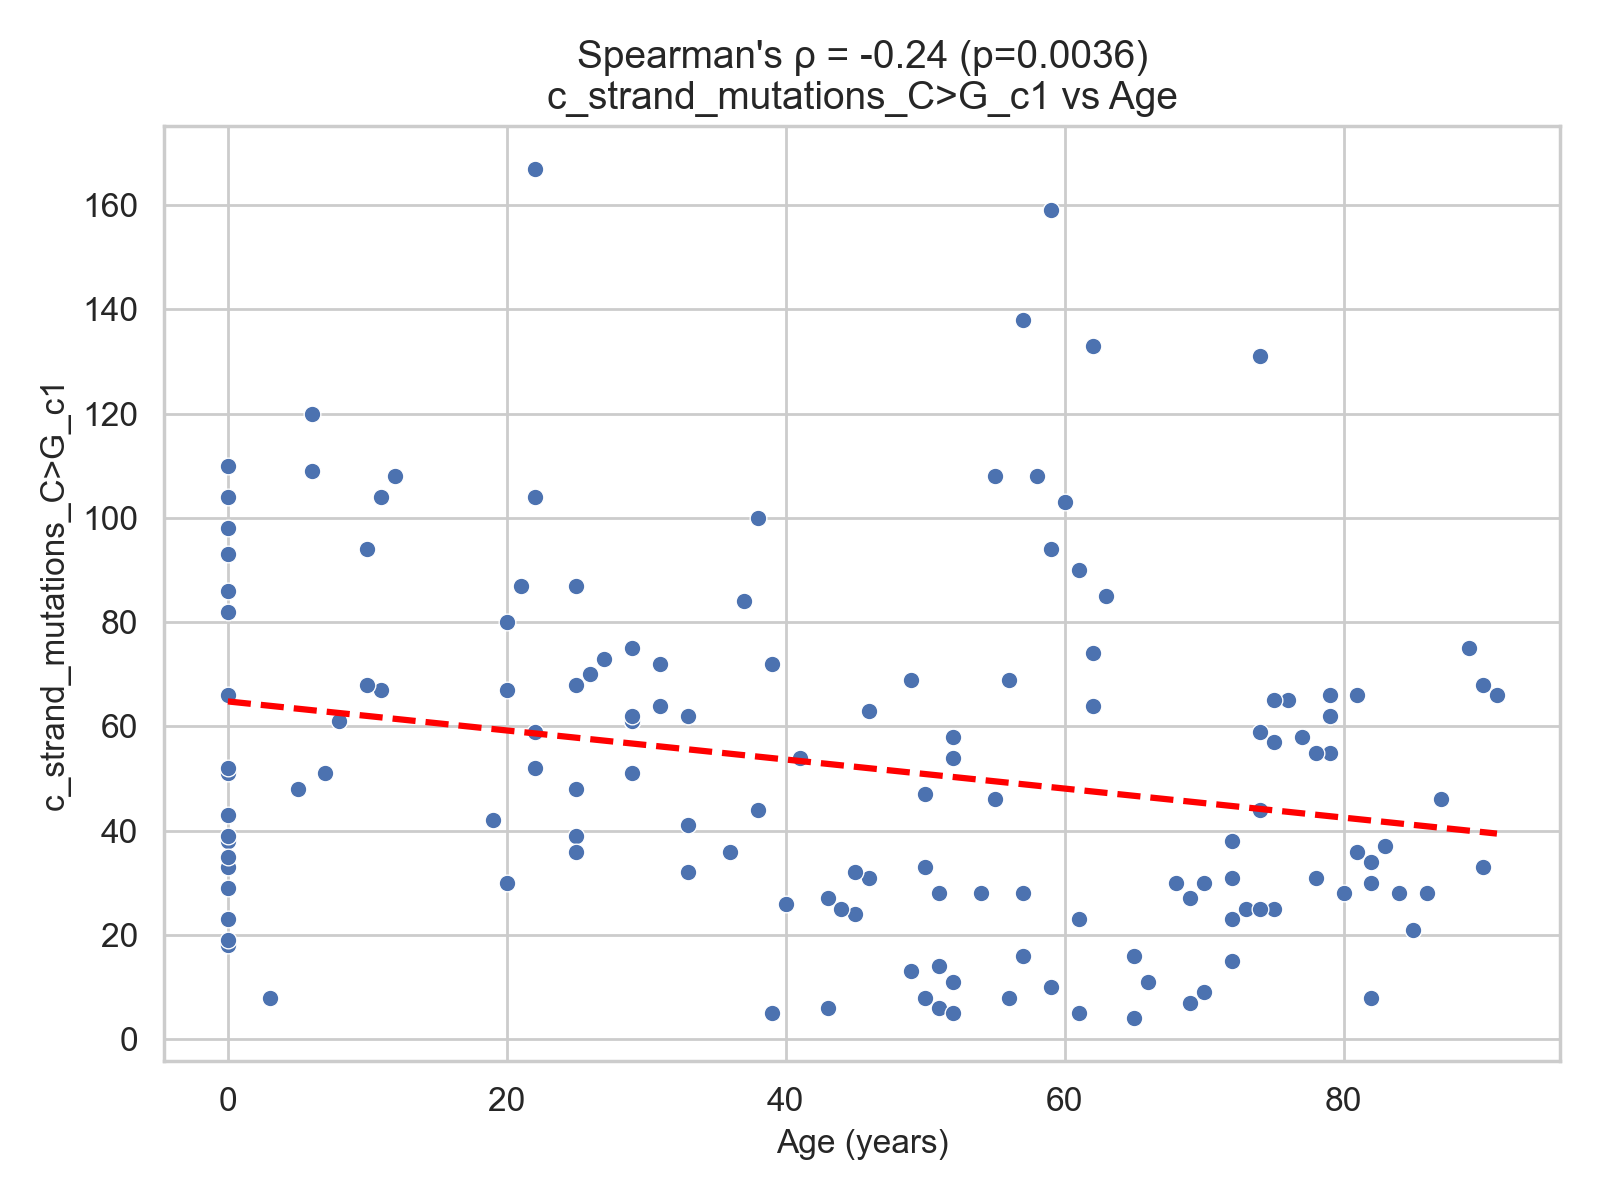 Spearman's ρ = -0.24 (p=0.0036)
c_strand_mutations_C>G_c1 vs Age
c_strand_mutations_C>G_c1
160
140
120
100
80
60
40
20
0
0 20 40 60 80
Age (years)